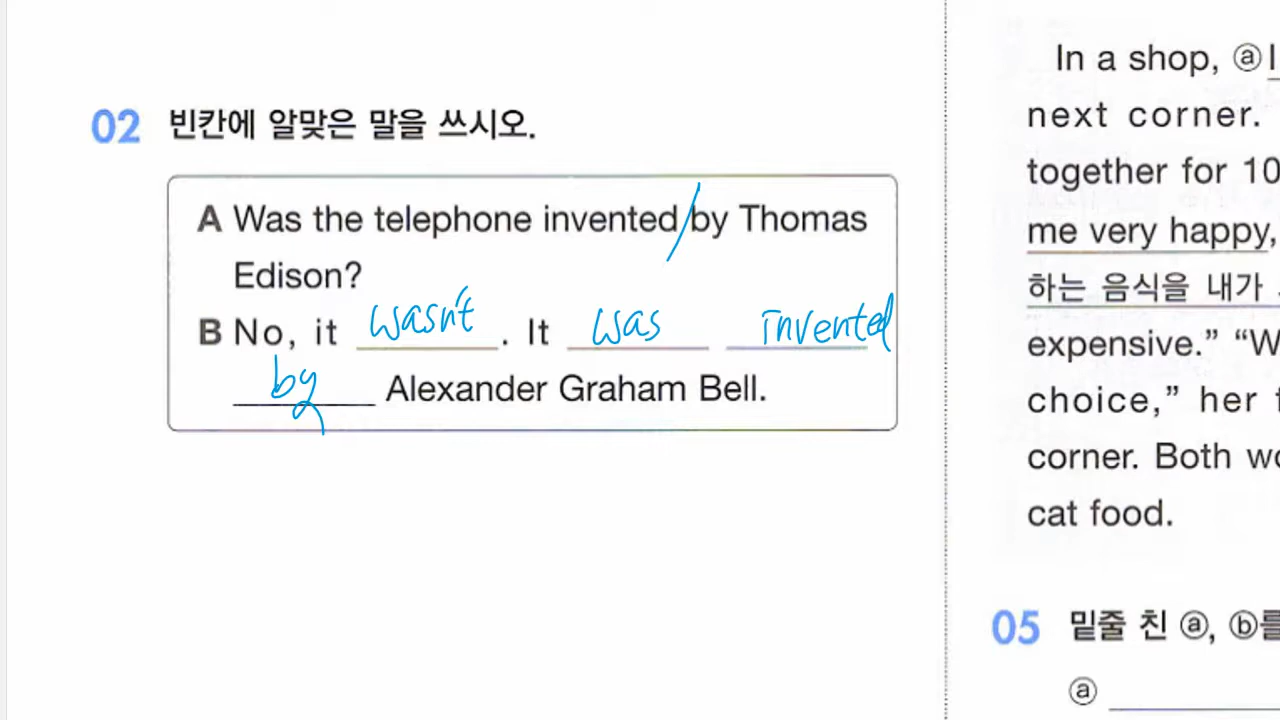 02 빈칸에 알맞은 말을 쓰시오.
A Was the telephone invented / by Thomas
Edison?
B No, it wasn't. It was invented
by Alexander Graham Bell.
In a shop, ⓐI
next corner.
together for 10
me very happy,
하는 음식을 내가
expensive.” “W
choice,” her f
corner. Both wo
cat food.
05 밑줄 친 ⓐ, ⓑ를
ⓐ